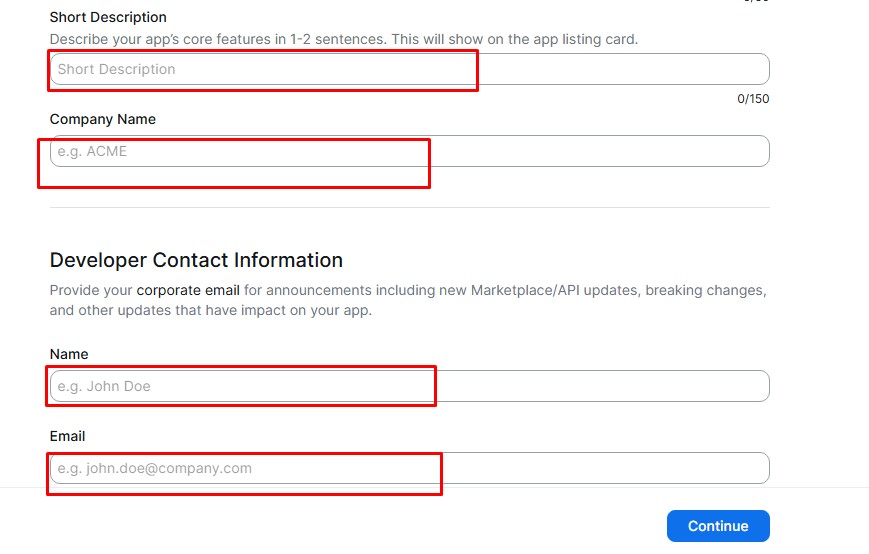 Short Description
Describe your app's core features in 1-2 sentences. This will show on the app listing card.
Short Description
0/150
Company Name
e.g. ACME
Developer Contact Information
Provide your corporate email for announcements including new Marketplace/API updates, breaking changes,
and other updates that have impact on your app.
Name
e.g. John Doe
Email
e.g. john.doe@company.com
Continue